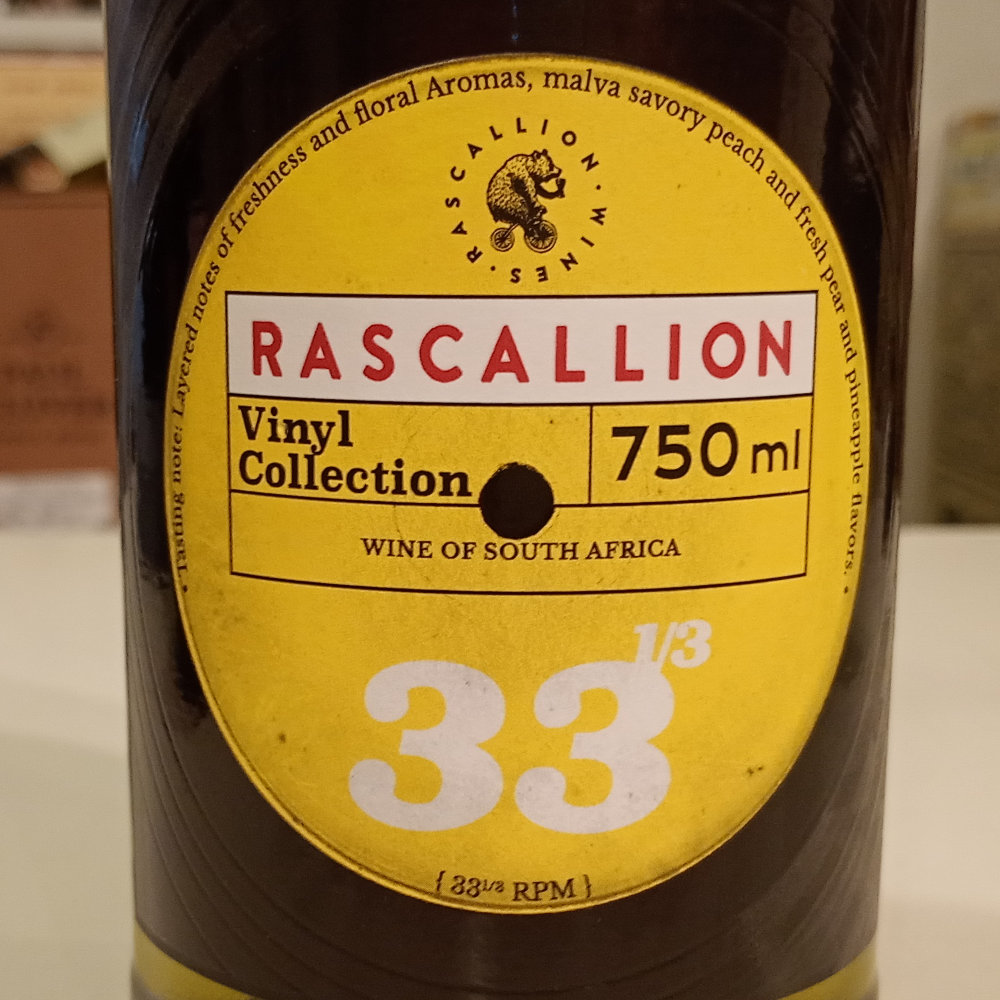 • Tasting note: Layered notes of freshness and floral Aromas, malva savory peach and fresh pear and pineapple flavors. •
RASCALLION · WINES ·
RASCALLION
Vinyl
Collection
750 ml
WINE OF SOUTH AFRICA
33 1/3
{ 33 1/3 RPM }